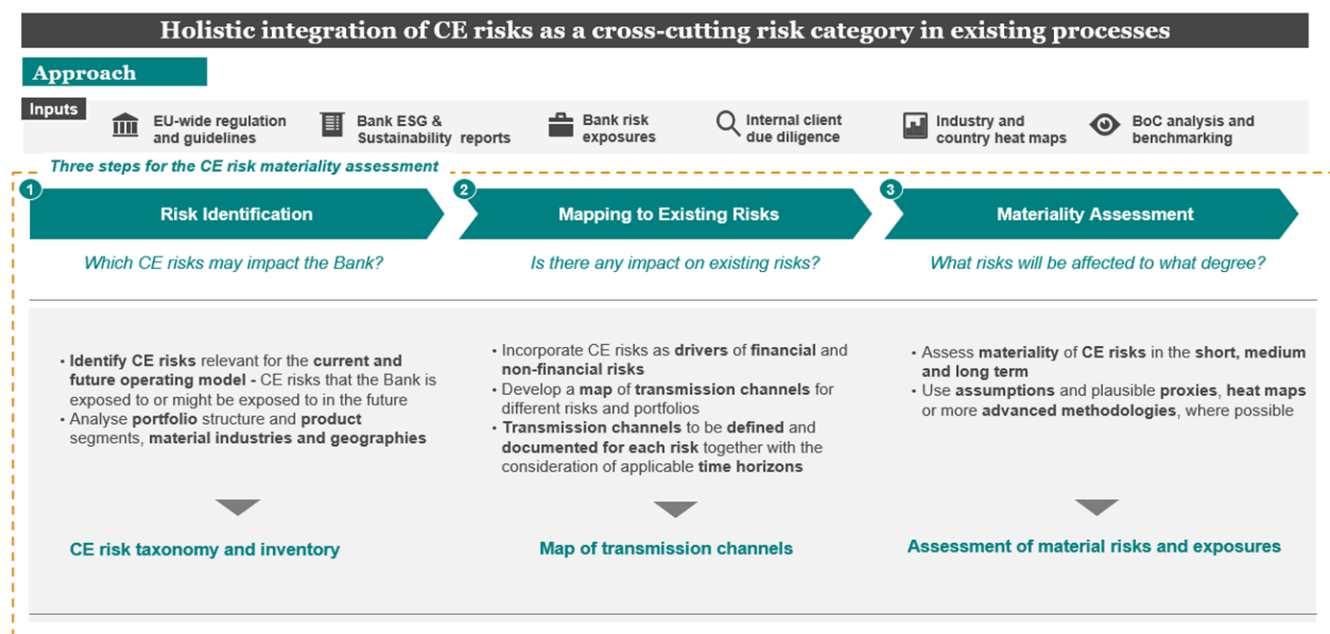 Holistic integration of CE risks as a cross-cutting risk category in existing processes
Approach
Inputs
EU-wide regulation
and guidelines
Bank ESG &
Sustainability reports
Bank risk
exposures
Internal client
due diligence
Industry and
country heat maps
BoC analysis and
benchmarking
Three steps for the CE risk materiality assessment
1
Risk Identification
Which CE risks may impact the Bank?
• Identify CE risks relevant for the current and
future operating model - CE risks that the Bank is
exposed to or might be exposed to in the future
• Analyse portfolio structure and product
segments, material industries and geographies
CE risk taxonomy and inventory
2
Mapping to Existing Risks
Is there any impact on existing risks?
• Incorporate CE risks as drivers of financial and
non-financial risks
• Develop a map of transmission channels for
different risks and portfolios
• Transmission channels to be defined and
documented for each risk together with the
consideration of applicable time horizons
Map of transmission channels
3
Materiality Assessment
What risks will be affected to what degree?
• Assess materiality of CE risks in the short, medium
and long term
• Use assumptions and plausible proxies, heat maps
or more advanced methodologies, where possible
Assessment of material risks and exposures